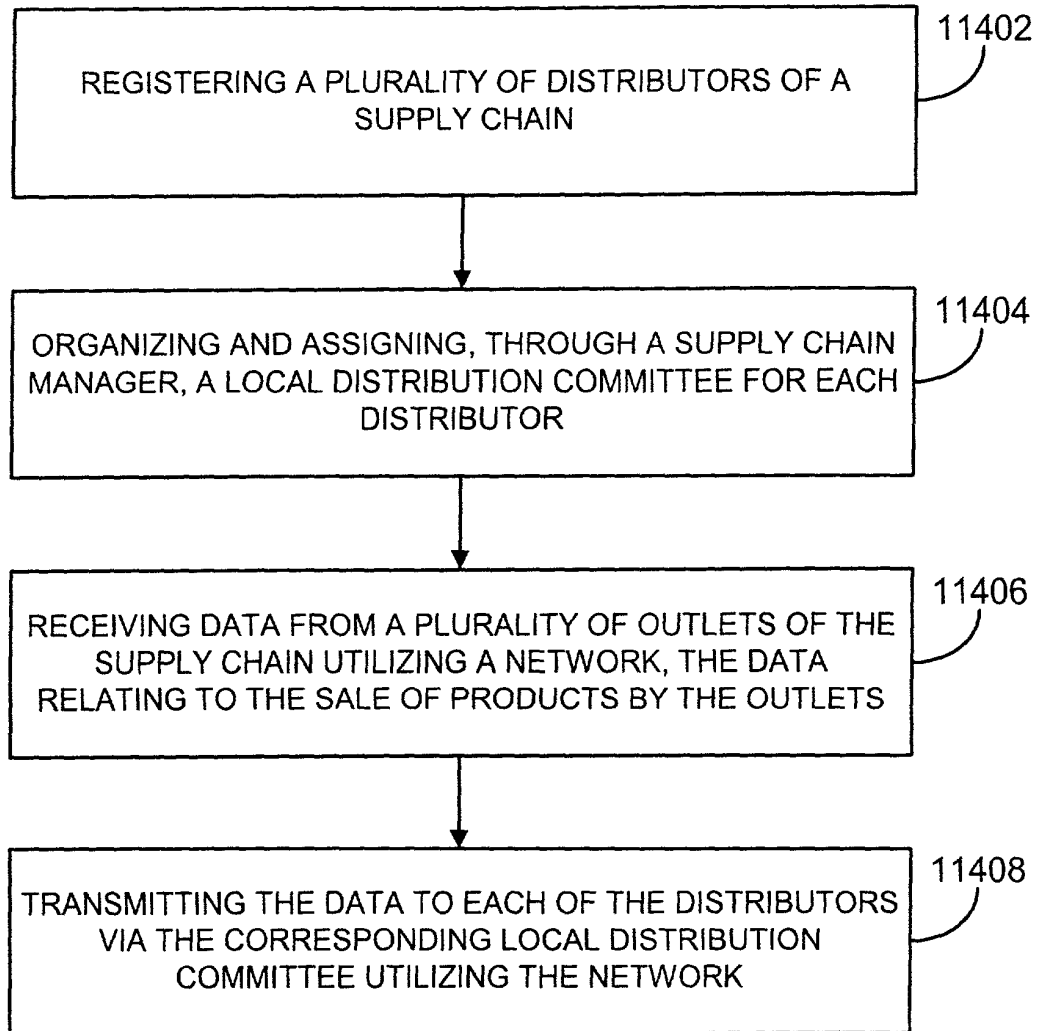 11402
REGISTERING A PLURALITY OF DISTRIBUTORS OF A
SUPPLY CHAIN
11404
ORGANIZING AND ASSIGNING, THROUGH A SUPPLY CHAIN
MANAGER, A LOCAL DISTRIBUTION COMMITTEE FOR EACH
DISTRIBUTOR
11406
RECEIVING DATA FROM A PLURALITY OF OUTLETS OF THE
SUPPLY CHAIN UTILIZING A NETWORK, THE DATA
RELATING TO THE SALE OF PRODUCTS BY THE OUTLETS
11408
TRANSMITTING THE DATA TO EACH OF THE DISTRIBUTORS
VIA THE CORRESPONDING LOCAL DISTRIBUTION
COMMITTEE UTILIZING THE NETWORK